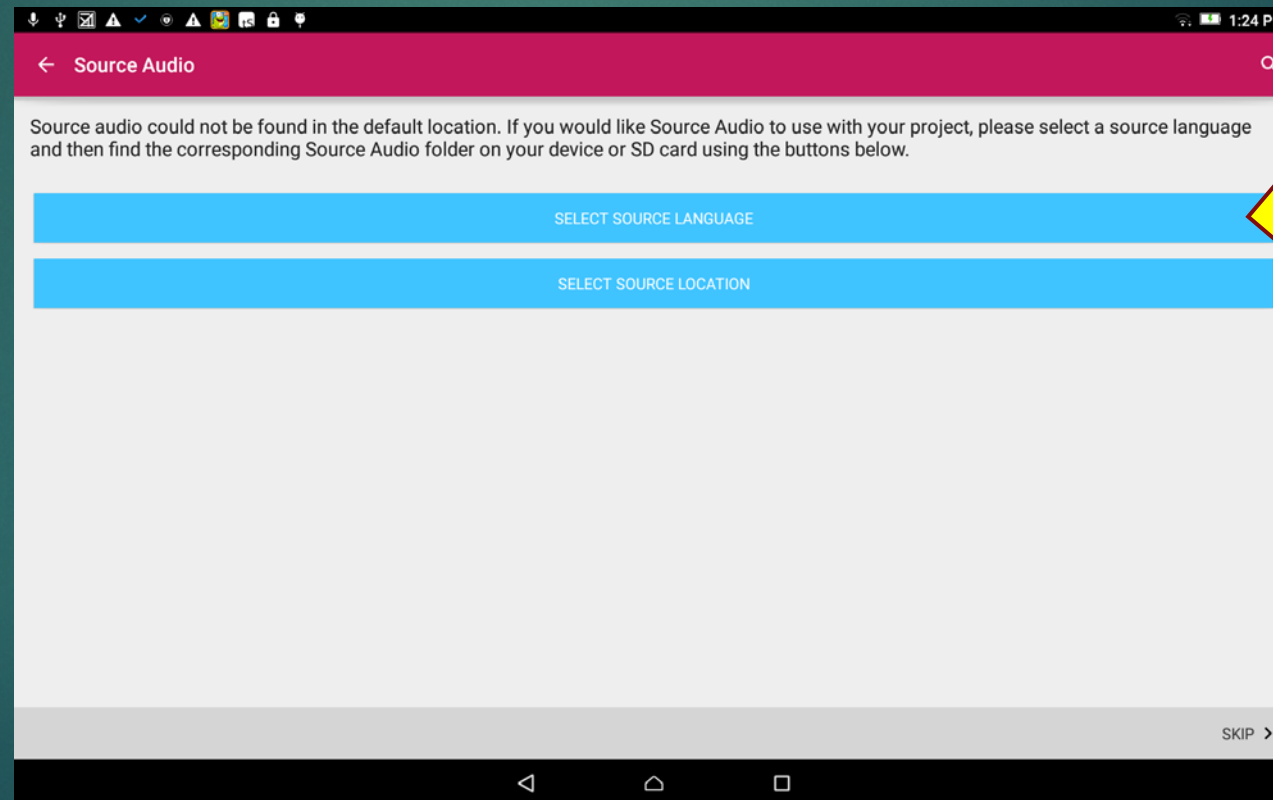 1:24 P
Source Audio
Source audio could not be found in the default location. If you would like Source Audio to use with your project, please select a source language
and then find the corresponding Source Audio folder on your device or SD card using the buttons below.
SELECT SOURCE LANGUAGE
SELECT SOURCE LOCATION
SKIP